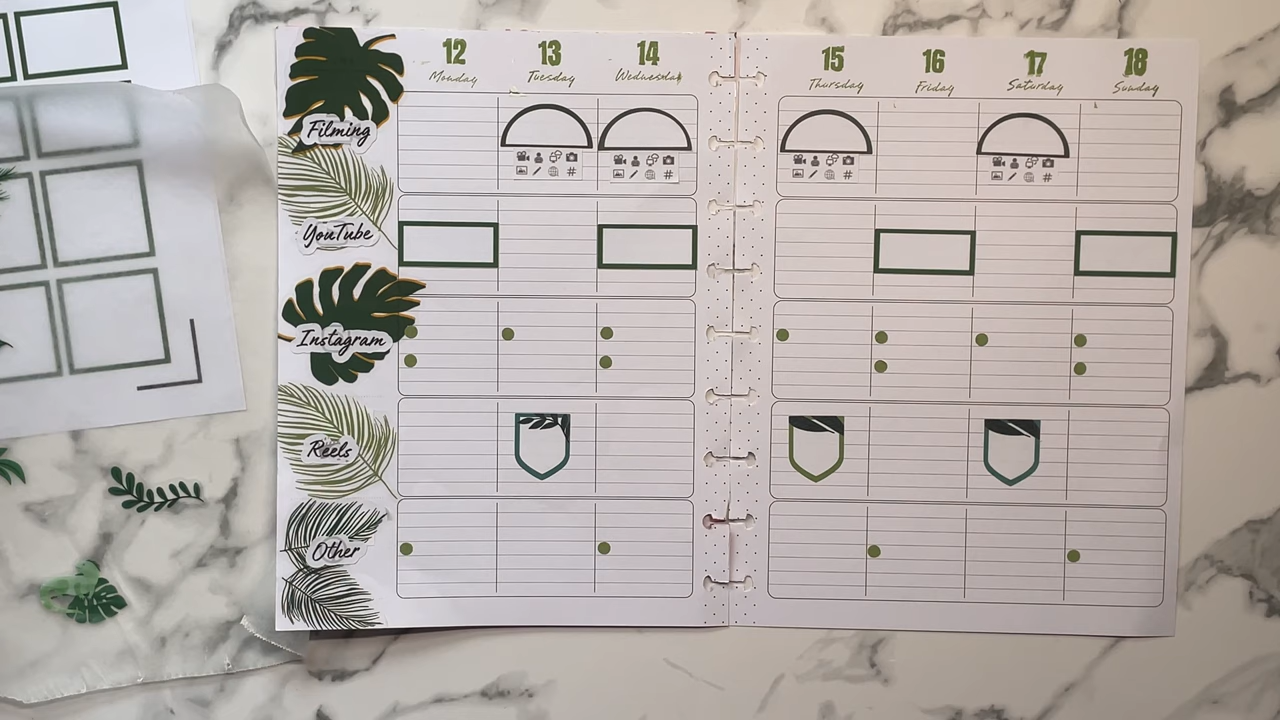 12 13 14 15 16 17 18
Monday Tuesday Wednesday Thursday Friday Saturday Sunday
Filming
# # # #
YouTube
Instagram
Reels
Other